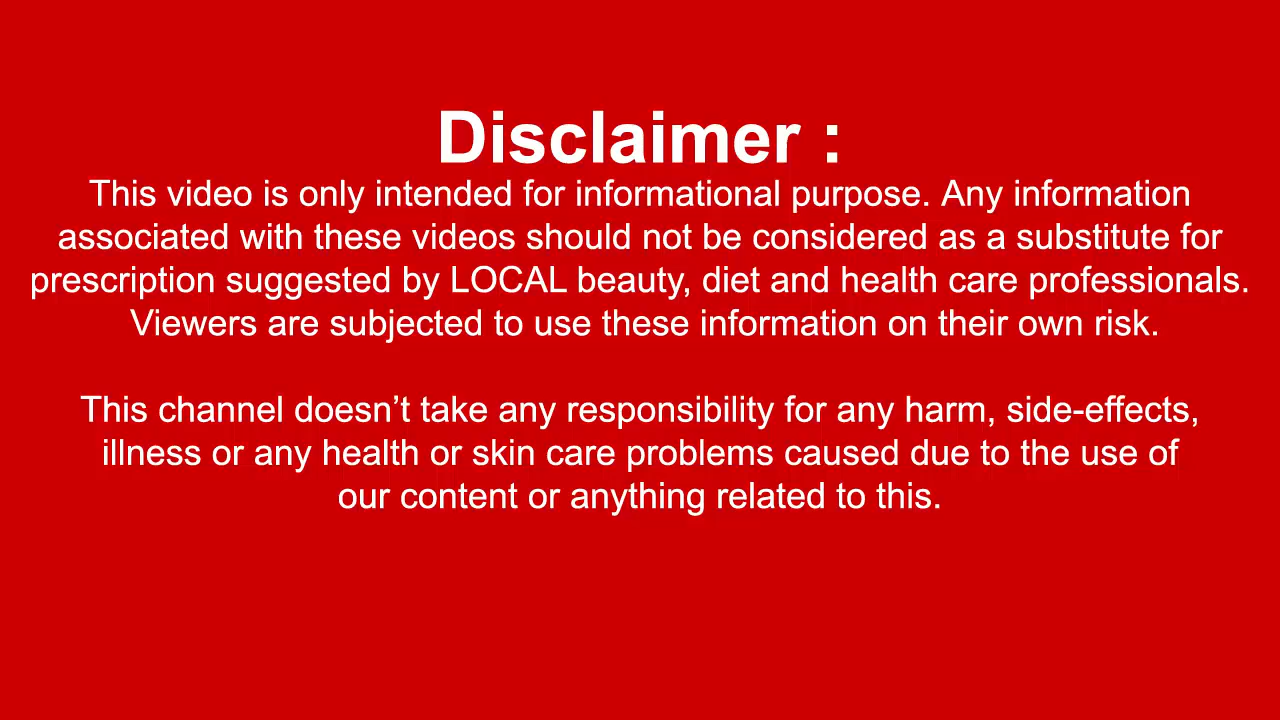 Disclaimer :
This video is only intended for informational purpose. Any information
associated with these videos should not be considered as a substitute for
prescription suggested by LOCAL beauty, diet and health care professionals.
Viewers are subjected to use these information on their own risk.
This channel doesn’t take any responsibility for any harm, side-effects,
illness or any health or skin care problems caused due to the use of
our content or anything related to this.